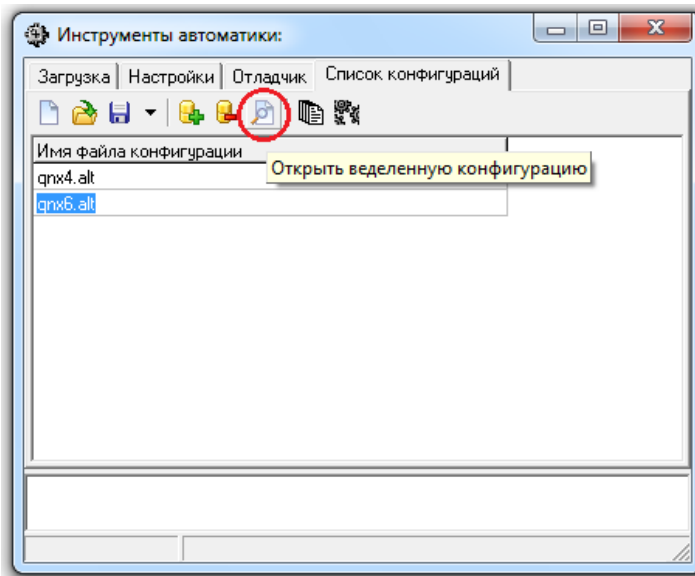 Инструменты автоматики:
Загрузка Настройки Отладчик Список конфигураций
Имя файла конфигурации
Открыть веделенную конфигурацию
qnx4.alt
qnx6.alt